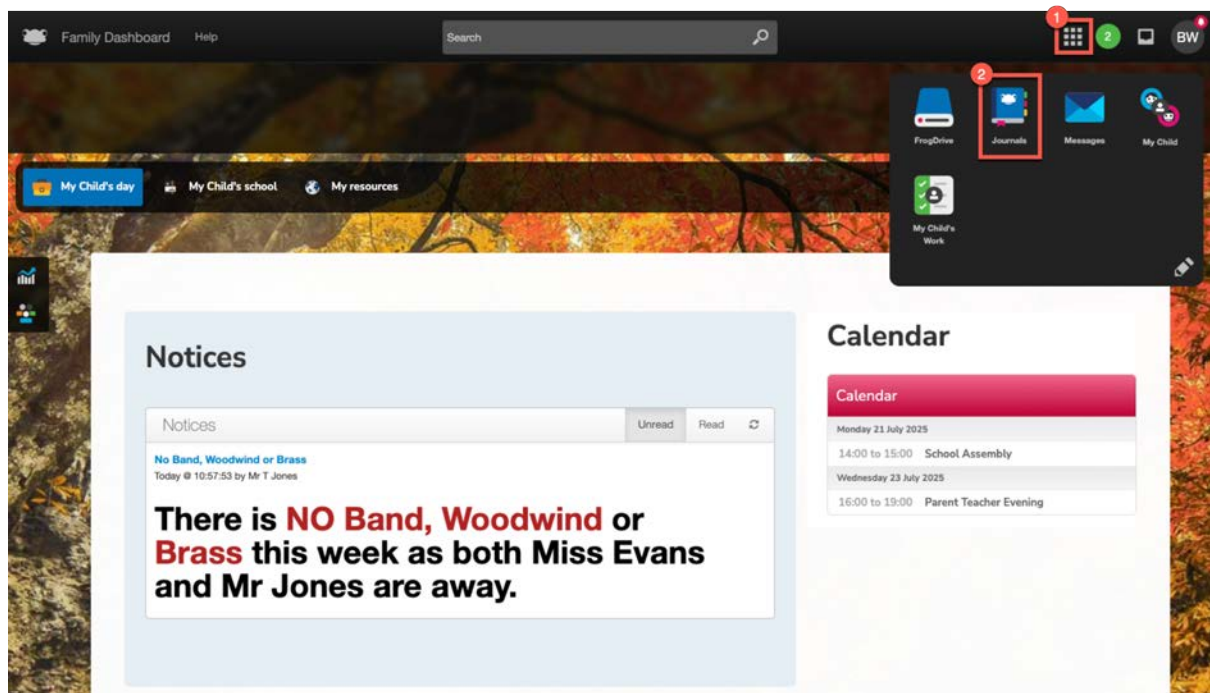 Family Dashboard Help Search 1 2 BW
2
FrogDrive Journals Messages My Child
My Child's day My Child's school My resources
My Child's
Work
Notices
Notices Unread Read
No Band, Woodwind or Brass
Today @ 10:57:53 by Mr T Jones
There is NO Band, Woodwind or
Brass this week as both Miss Evans
and Mr Jones are away.
Calendar
Calendar
Monday 21 July 2025
14:00 to 15:00 School Assembly
Wednesday 23 July 2025
16:00 to 19:00 Parent Teacher Evening